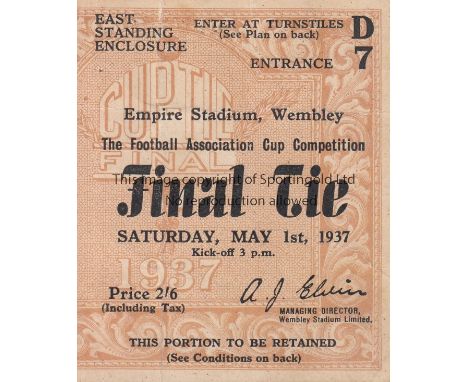 EAST
STANDING
ENCLOSURE
ENTER AT TURNSTILES
(See Plan on back)
ENTRANCE
D
7
CUP TIE
FINAL
Empire Stadium, Wembley
The Football Association Cup Competition
Final Tie
This image is copyright of Sportingold Ltd
No reproduction allowed
SATURDAY, MAY 1st, 1937
Kick-off 3 p.m.
1937
Price 2/6
(Including Tax)
A. J. Elvin
MANAGING DIRECTOR,
Wembley Stadium Limited.
THIS PORTION TO BE RETAINED
(See Conditions on back)